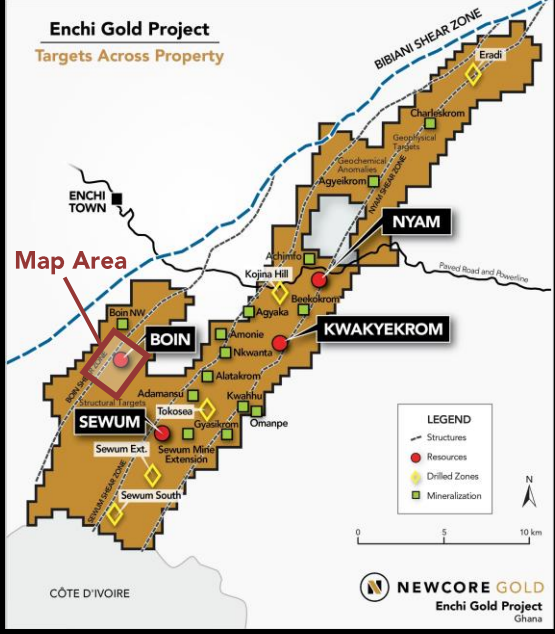 Enchi Gold Project
Targets Across Property
BIBIANI SHEAR ZONE
Eradi
Charleskrom
Geophysical
Targets
Geochemical
Anomalies
Agyeikrom
NYAM SHEAR ZONE
ENCHI
TOWN
NYAM
Map Area
Achimfo
Kojina Hill
Paved Road and Powerline
Beekokrom
Boin NW
Agyaka
KWAKYEKROM
BOIN
Amonie
Nkwanta
BOIN SHEAR ZONE
Alatakrom
Structural Targets
Adamansu
Kwahhu
Tokosea
Omanpe
SEWUM
Gyasikrom
Sewum Mine
Extension
Sewum Ext.
SEWUM SHEAR ZONE
Sewum South
LEGEND
Structures
Resources
Drilled Zones
Mineralization
N
0 5 10 km
CÔTE D'IVOIRE
N NEWCORE GOLD
Enchi Gold Project
Ghana